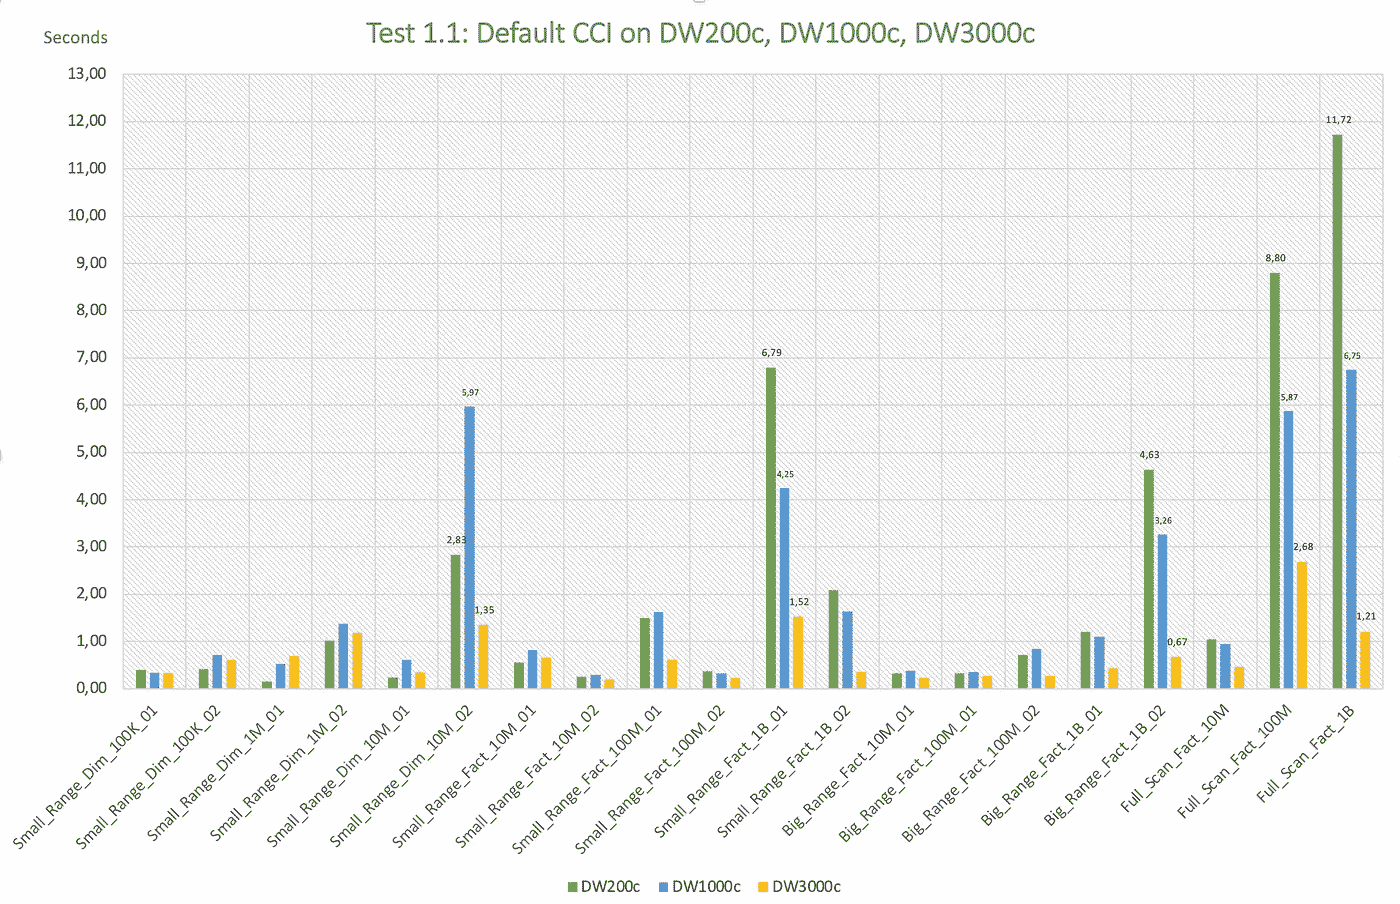 Test 1.1: Default CCI on DW200c, DW1000c, DW3000c
Seconds
13,00
12,00
11,00
10,00
9,00
8,00
7,00
6,00
5,00
4,00
3,00
2,00
1,00
0,00
2,83
5,97
1,35
6,79
4,25
1,52
4,63
3,26
0,67
8,80
5,87
2,68
11,72
6,75
1,21
Small_Range_Dim_100K_01
Small_Range_Dim_100K_02
Small_Range_Dim_1M_01
Small_Range_Dim_1M_02
Small_Range_Dim_10M_01
Small_Range_Dim_10M_02
Small_Range_Fact_10M_01
Small_Range_Fact_10M_02
Small_Range_Fact_100M_01
Small_Range_Fact_100M_02
Small_Range_Fact_1B_01
Small_Range_Fact_1B_02
Big_Range_Fact_10M_01
Big_Range_Fact_100M_01
Big_Range_Fact_100M_02
Big_Range_Fact_1B_01
Big_Range_Fact_1B_02
Full_Scan_Fact_10M
Full_Scan_Fact_100M
Full_Scan_Fact_1B
DW200c DW1000c DW3000c